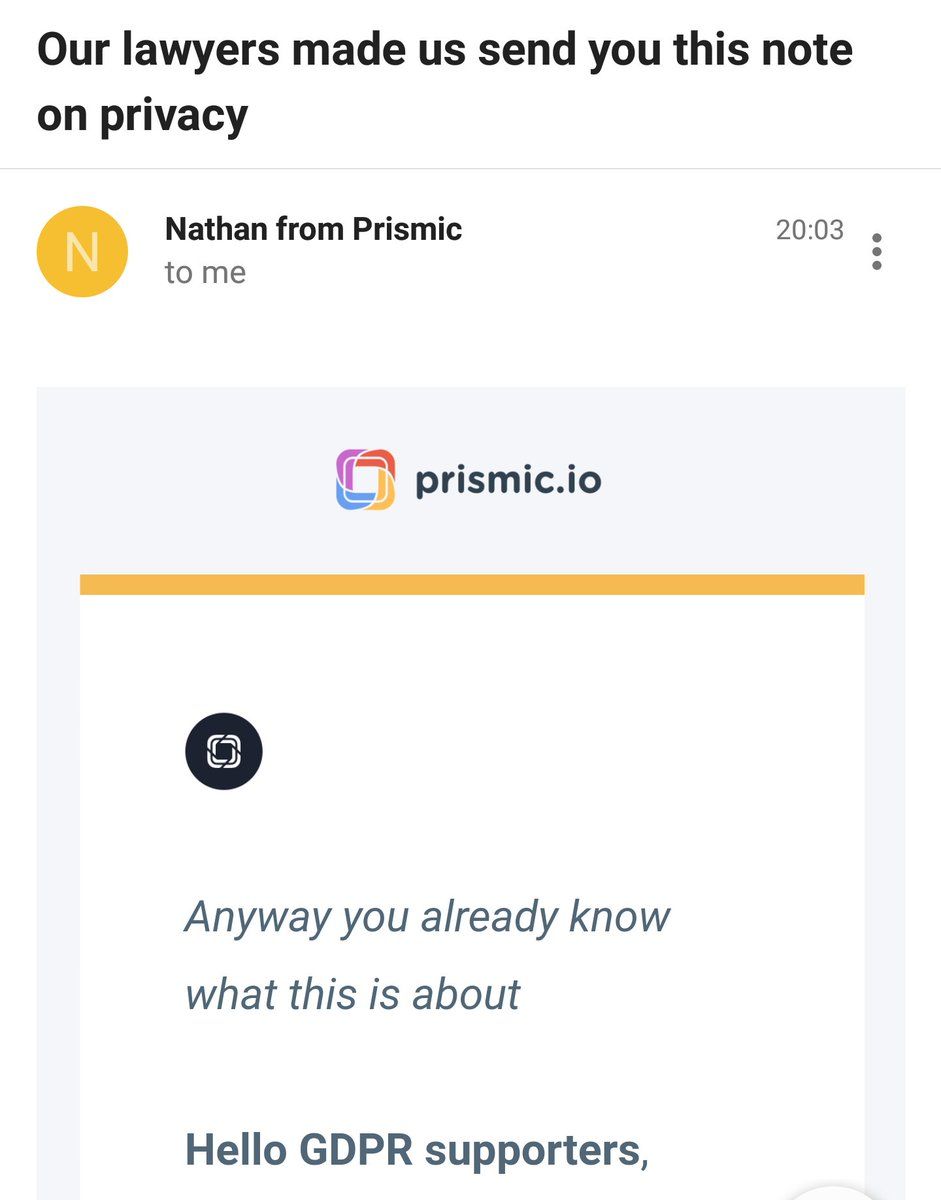 Our lawyers made us send you this note
on privacy
N
Nathan from Prismic
20:03
to me
prismic.io
Anyway you already know
what this is about
Hello GDPR supporters,